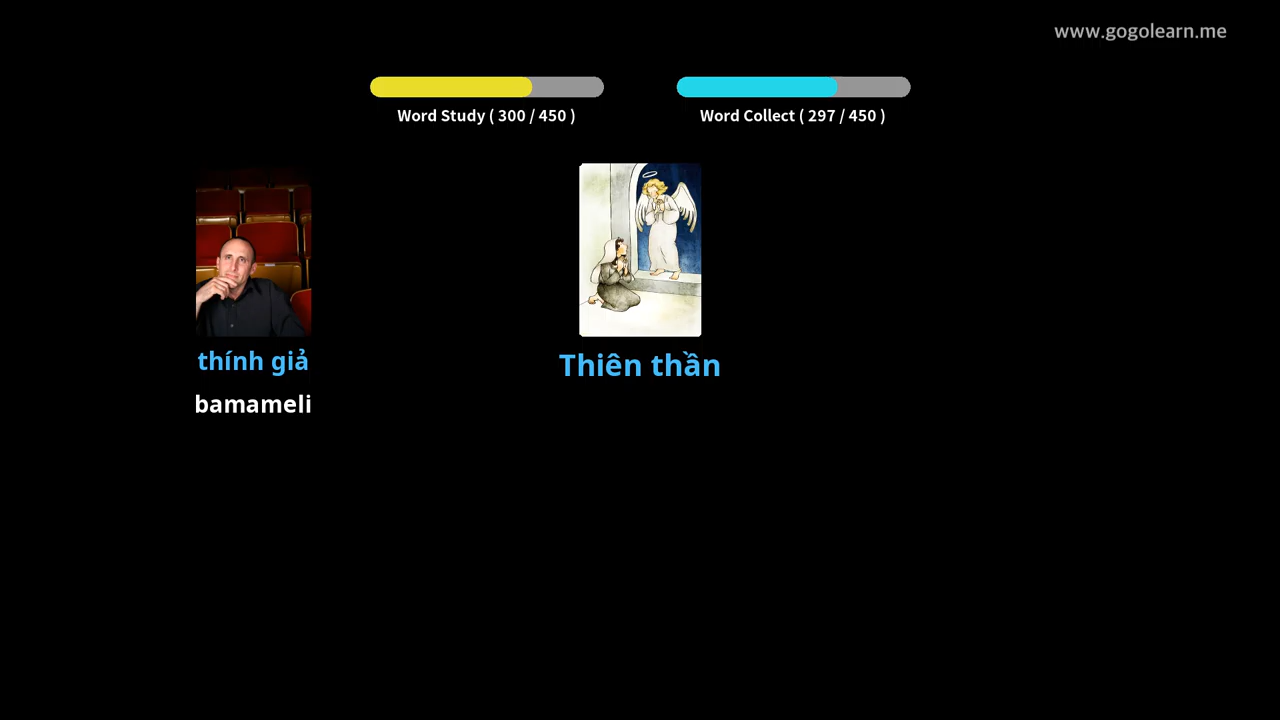 www.gogolearn.me
Word Study ( 300 / 450 )
Word Collect ( 297 / 450 )
thính giả
bamameli
Thiên thần